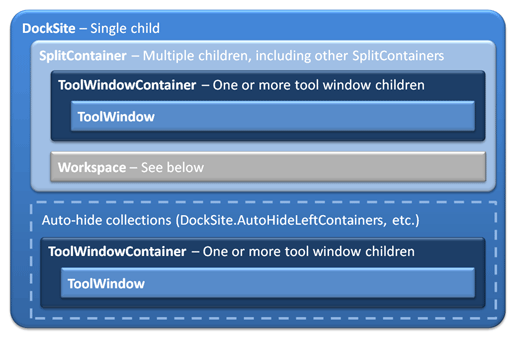 DockSite – Single child
SplitContainer – Multiple children, including other SplitContainers
ToolWindowContainer – One or more tool window children
ToolWindow
Workspace – See below
Auto-hide collections (DockSite.AutoHideLeftContainers, etc.)
ToolWindowContainer – One or more tool window children
ToolWindow